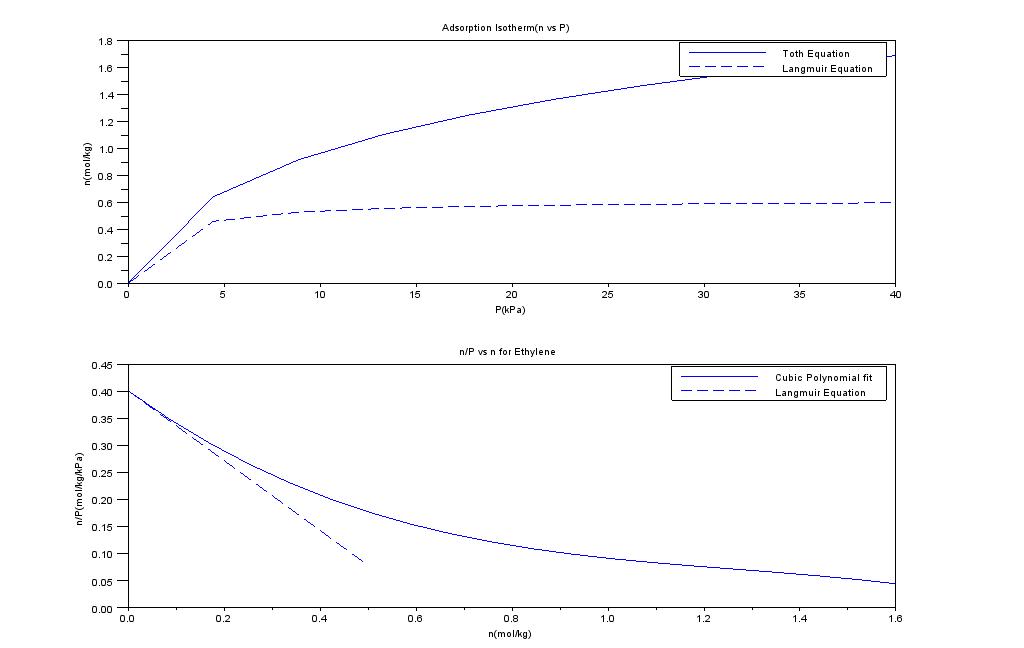 Adsorption Isotherm(n vs P)
1.8
1.6
1.4
1.2
1.0
0.8
0.6
0.4
0.2
0.0
n(mol/kg)
Toth Equation
Langmuir Equation
0 5 10 15 20 25 30 35 40
P(kPa)
n/P vs n for Ethylene
0.45
0.40
0.35
0.30
0.25
0.20
0.15
0.10
0.05
0.00
n/P(mol/kg/kPa)
Cubic Polynomial fit
Langmuir Equation
0.0 0.2 0.4 0.6 0.8 1.0 1.2 1.4 1.6
n(mol/kg)